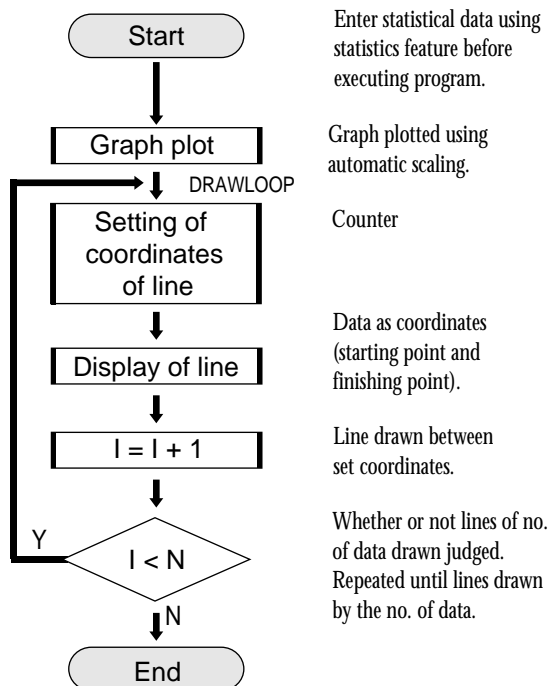 Start
Enter statistical data using
statistics feature before
executing program.
Graph plot
Graph plotted using
automatic scaling.
DRAWLOOP
Setting of
coordinates
of line
Counter
Display of line
Data as coordinates
(starting point and
finishing point).
I = I + 1
Line drawn between
set coordinates.
Y
I < N
Whether or not lines of no.
of data drawn judged.
Repeated until lines drawn
by the no. of data.
N
End